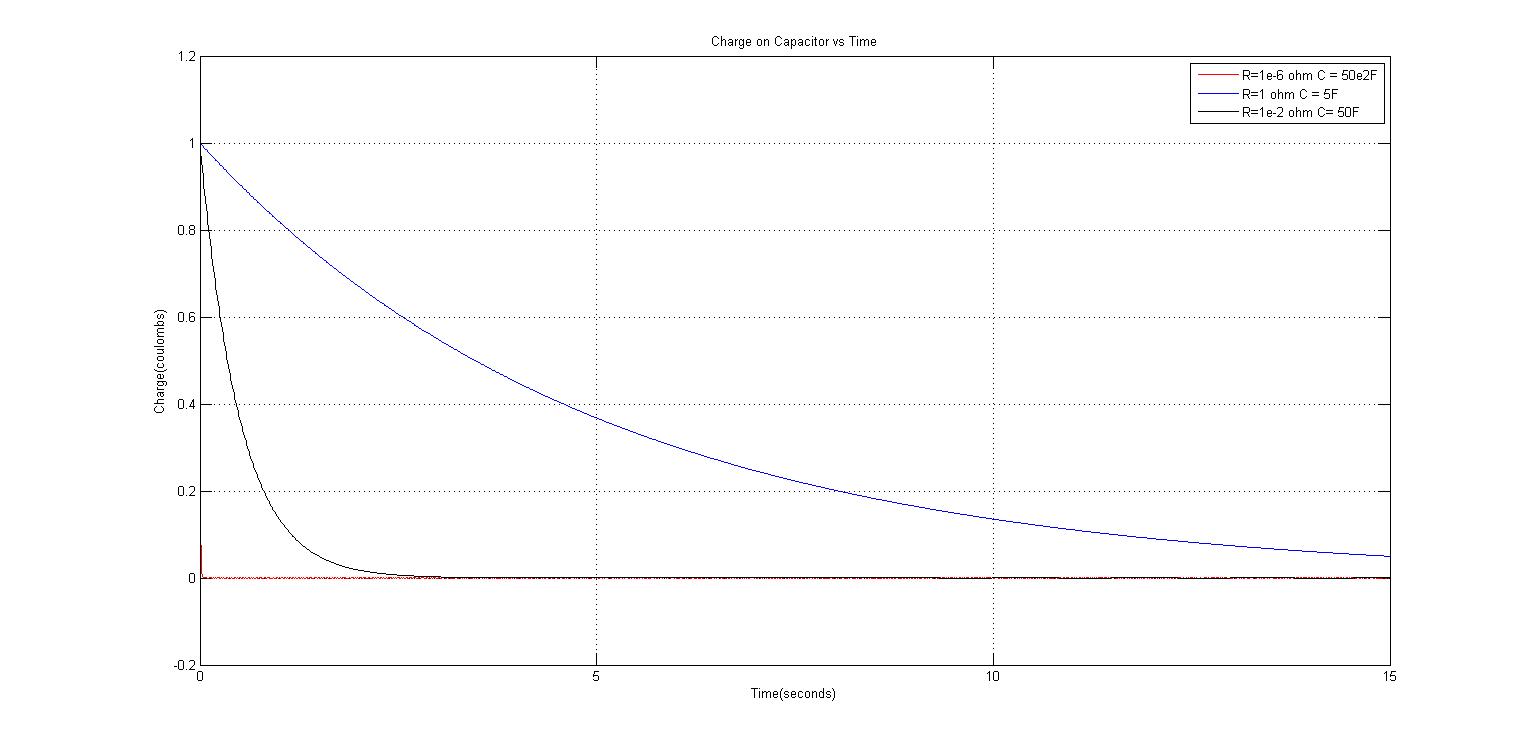 Charge on Capacitor vs Time
R=1e-6 ohm C = 50e2F
R=1 ohm C = 5F
R=1e-2 ohm C= 50F
Charge(coulombs)
1.2
1
0.8
0.6
0.4
0.2
0
-0.2
0
5
10
15
Time(seconds)